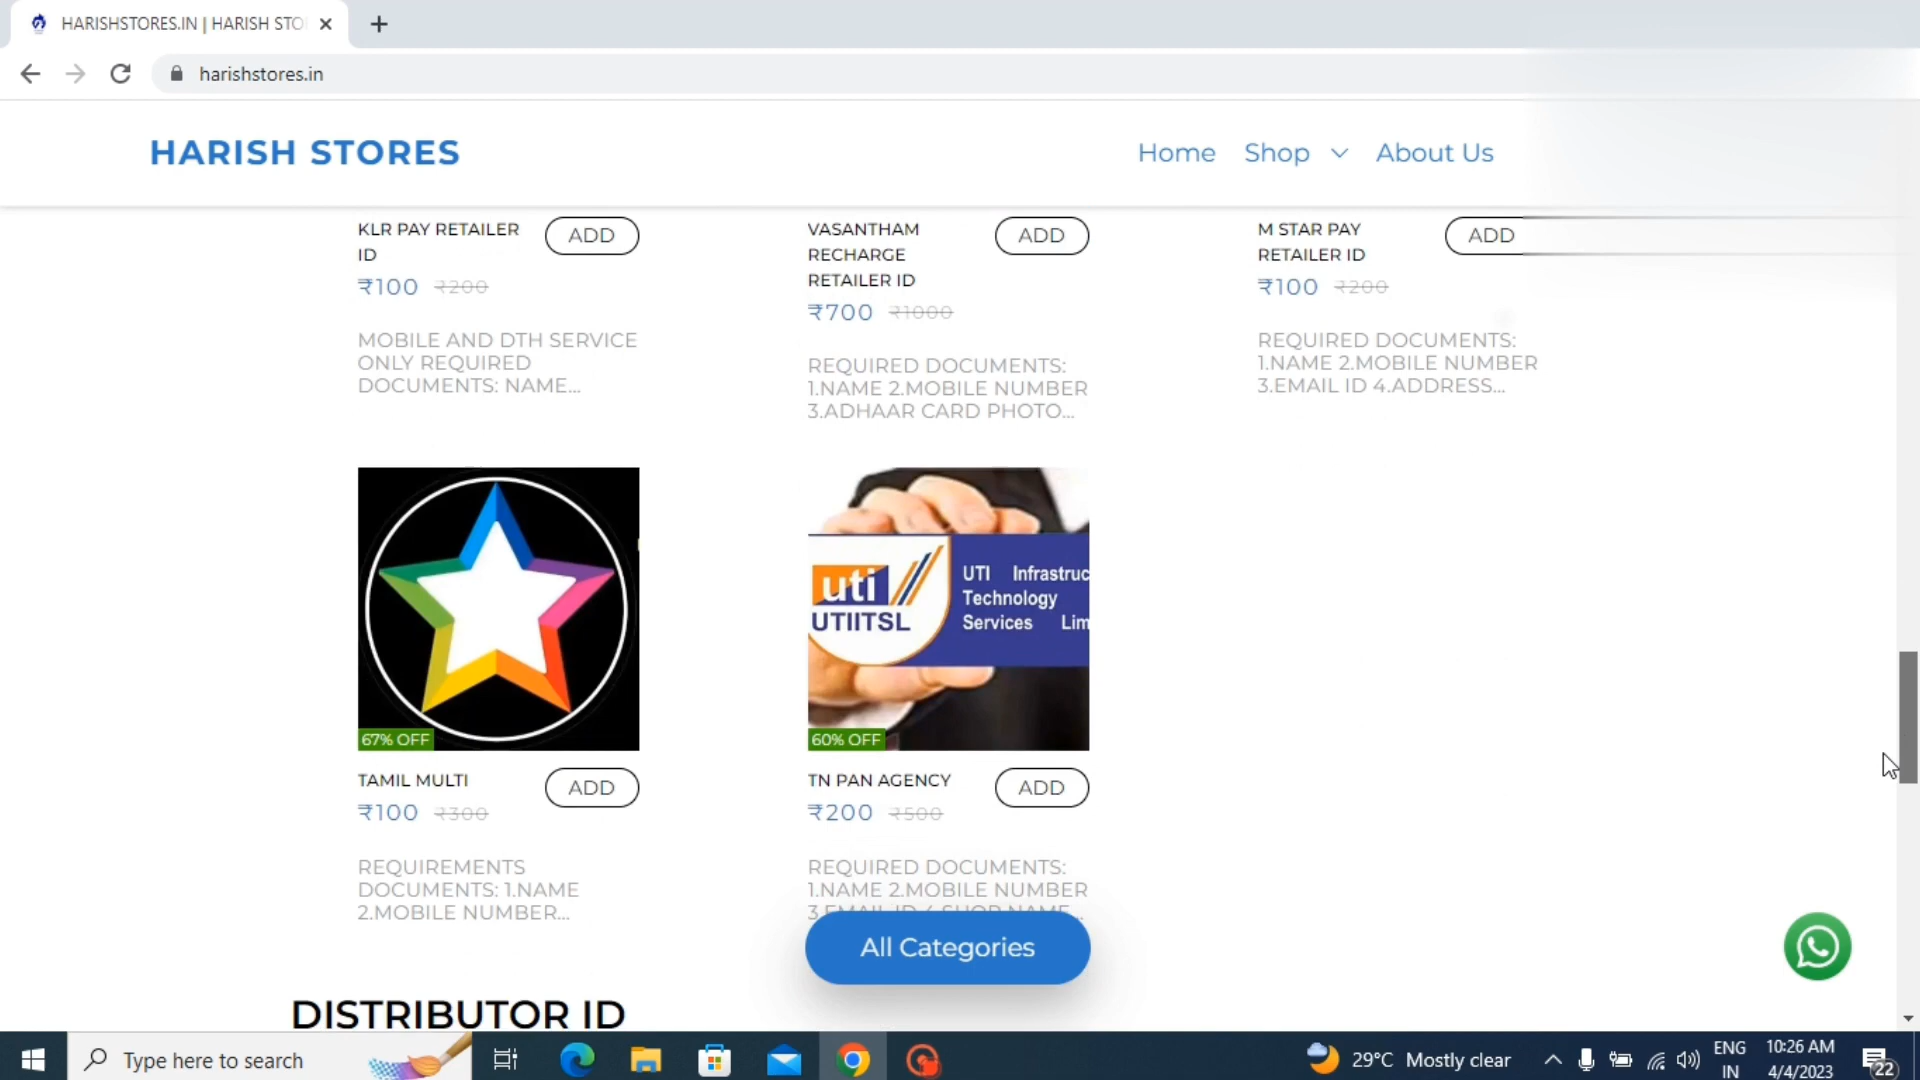 HARISHSTORES.IN | HARISH STO
harishstores.in
HARISH STORES
Home Shop About Us
KLR PAY RETAILER
ID
ADD
₹100 ₹200
MOBILE AND DTH SERVICE
ONLY REQUIRED
DOCUMENTS: NAME...
VASANTHAM
RECHARGE
RETAILER ID
ADD
₹700 ₹1000
REQUIRED DOCUMENTS:
1.NAME 2.MOBILE NUMBER
3.ADHAAR CARD PHOTO...
M STAR PAY
RETAILER ID
ADD
₹100 ₹200
REQUIRED DOCUMENTS:
1.NAME 2.MOBILE NUMBER
3.EMAIL ID 4.ADDRESS...
67% OFF
TAMIL MULTI
ADD
₹100 ₹300
REQUIREMENTS
DOCUMENTS: 1.NAME
2.MOBILE NUMBER...
uti
UTIITSL
UTI Infrastruc
Technology
Services Lim
60% OFF
TN PAN AGENCY
ADD
₹200 ₹500
REQUIRED DOCUMENTS:
1.NAME 2.MOBILE NUMBER
3.EMAIL ID 4.SHOP NAME...
All Categories
DISTRIBUTOR ID
Type here to search
29°C Mostly clear
ENG
IN
10:26 AM
4/4/2023
22